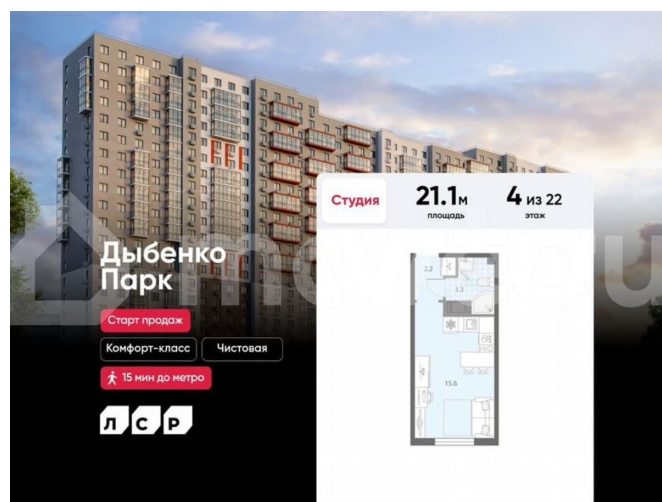 Студия
21.1м
площадь
4 из 22
этаж
Дыбенко
Парк
Старт продаж
Комфорт-класс
Чистовая
15 мин до метро
ЛСР
2.2
3.3
15.6